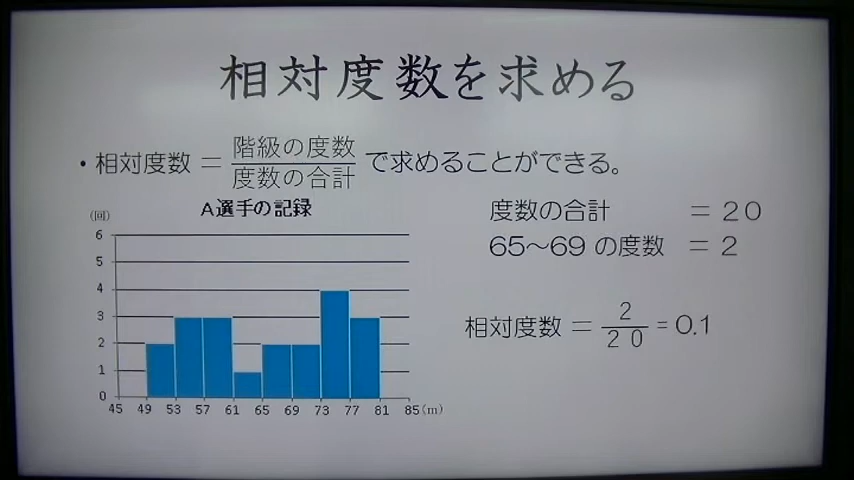 相対度数を求める
・相対度数 = 階級の度数/度数の合計 で求めることができる。
A選手の記録
(回)
6
5
4
3
2
1
0
45 49 53 57 61 65 69 73 77 81 85(m)
度数の合計 = 20
65〜69 の度数 = 2
相対度数 = 2/20 = 0.1